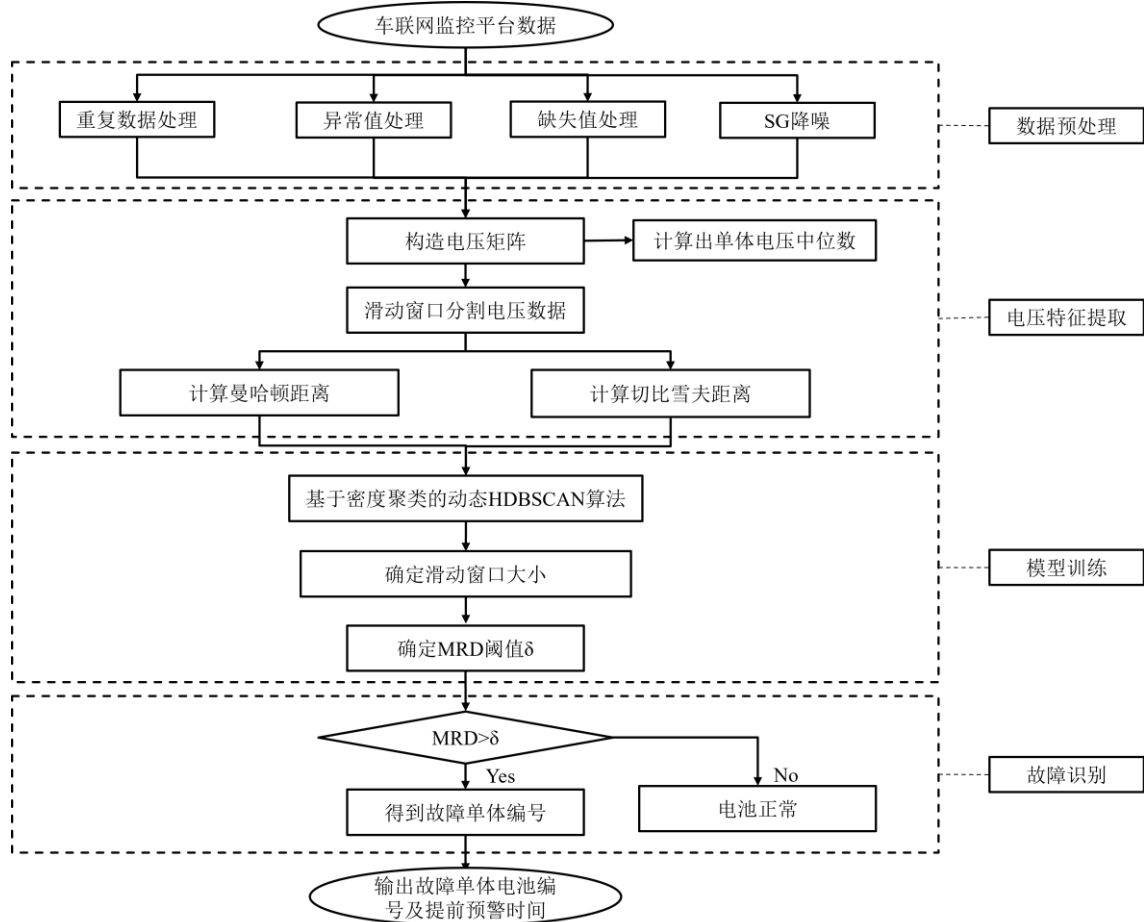 车联网监控平台数据
重复数据处理
异常值处理
缺失值处理
SG降噪
数据预处理
构造电压矩阵
计算出单体电压中位数
滑动窗口分割电压数据
电压特征提取
计算曼哈顿距离
计算切比雪夫距离
基于密度聚类的动态HDBSCAN算法
确定滑动窗口大小
模型训练
确定MRD阈值δ
MRD>δ
Yes
No
故障识别
得到故障单体编号
电池正常
输出故障单体电池编
号及提前预警时间